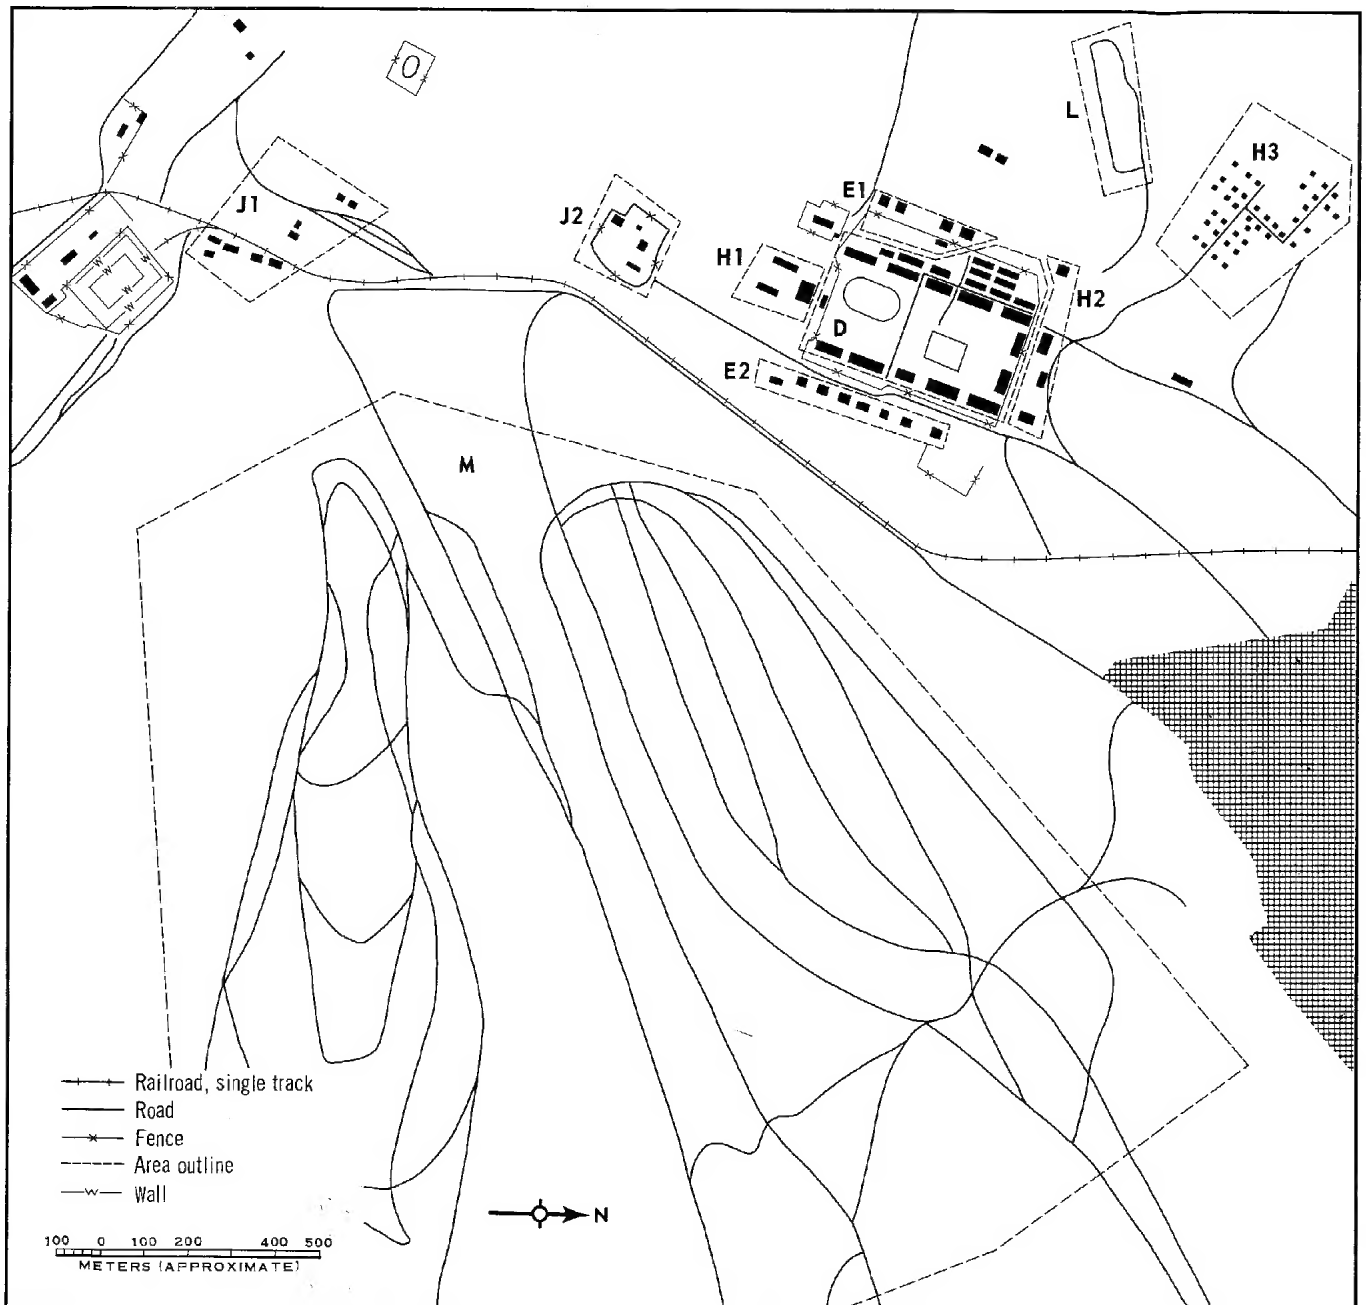 L
H3
E1
J1
J2
H1
H2
D
E2
M
Railroad, single track
Road
Fence
Area outline
Wall
N
100 0 100 200 400 500
METERS (APPROXIMATE)
W
W
W
W
W